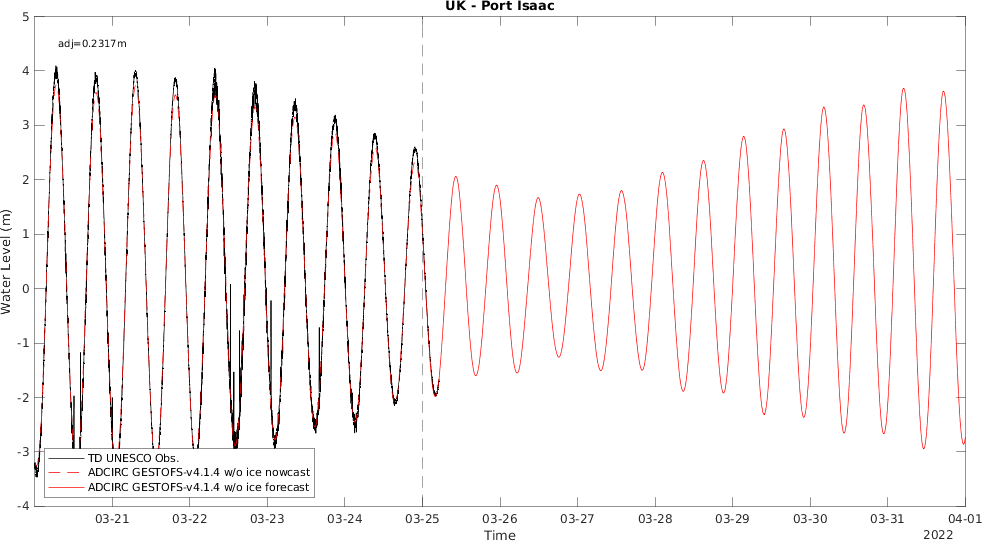 UK - Port Isaac
5
4
3
2
1
0
-1
-2
-3
-4
Water Level (m)
adj=0.2317m
TD UNESCO Obs.
ADCIRC GESTOFS-v4.1.4 w/o ice nowcast
ADCIRC GESTOFS-v4.1.4 w/o ice forecast
03-21 03-22 03-23 03-24 03-25 03-26 03-27 03-28 03-29 03-30 03-31 04-01
Time
2022